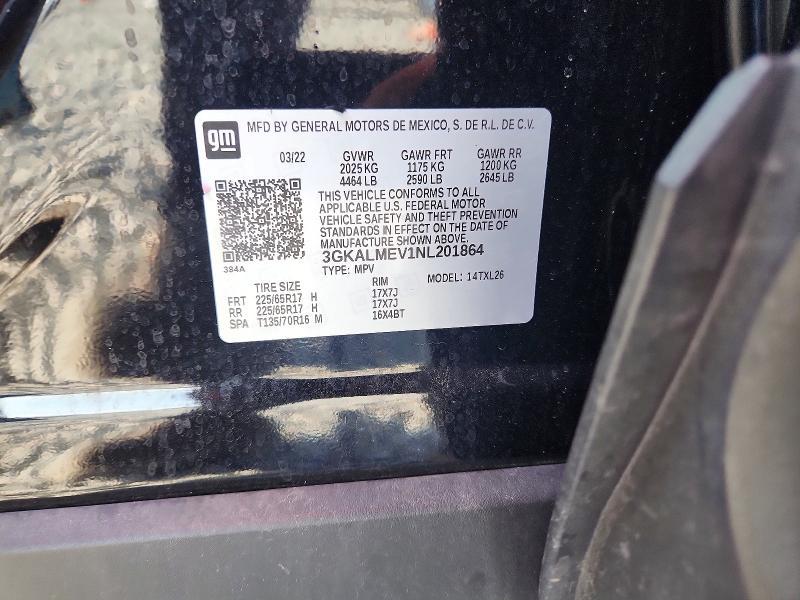 gm
MFD BY GENERAL MOTORS DE MEXICO, S. DE R.L. DE C.V.
03/22 GVWR GAWR FRT GAWR RR
2025 KG 1175 KG 1200 KG
4464 LB 2590 LB 2645 LB
THIS VEHICLE CONFORMS TO ALL
APPLICABLE U.S. FEDERAL MOTOR
VEHICLE SAFETY AND THEFT PREVENTION
STANDARDS IN EFFECT ON THE DATE OF
MANUFACTURE SHOWN ABOVE.
3GKALMEV1NL201864
384A TYPE: MPV MODEL: 14TXL26
TIRE SIZE RIM
FRT 225/65R17 H 17X7J
RR 225/65R17 H 17X7J
SPA T135/70R16 M 16X4BT